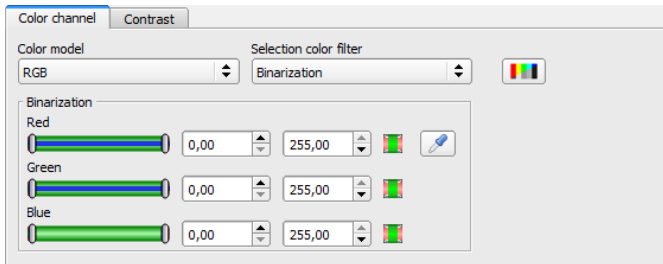 Color channel Contrast
Color model Selection color filter
RGB Binarization
Binarization
Red
0,00 255,00
Green
0,00 255,00
Blue
0,00 255,00